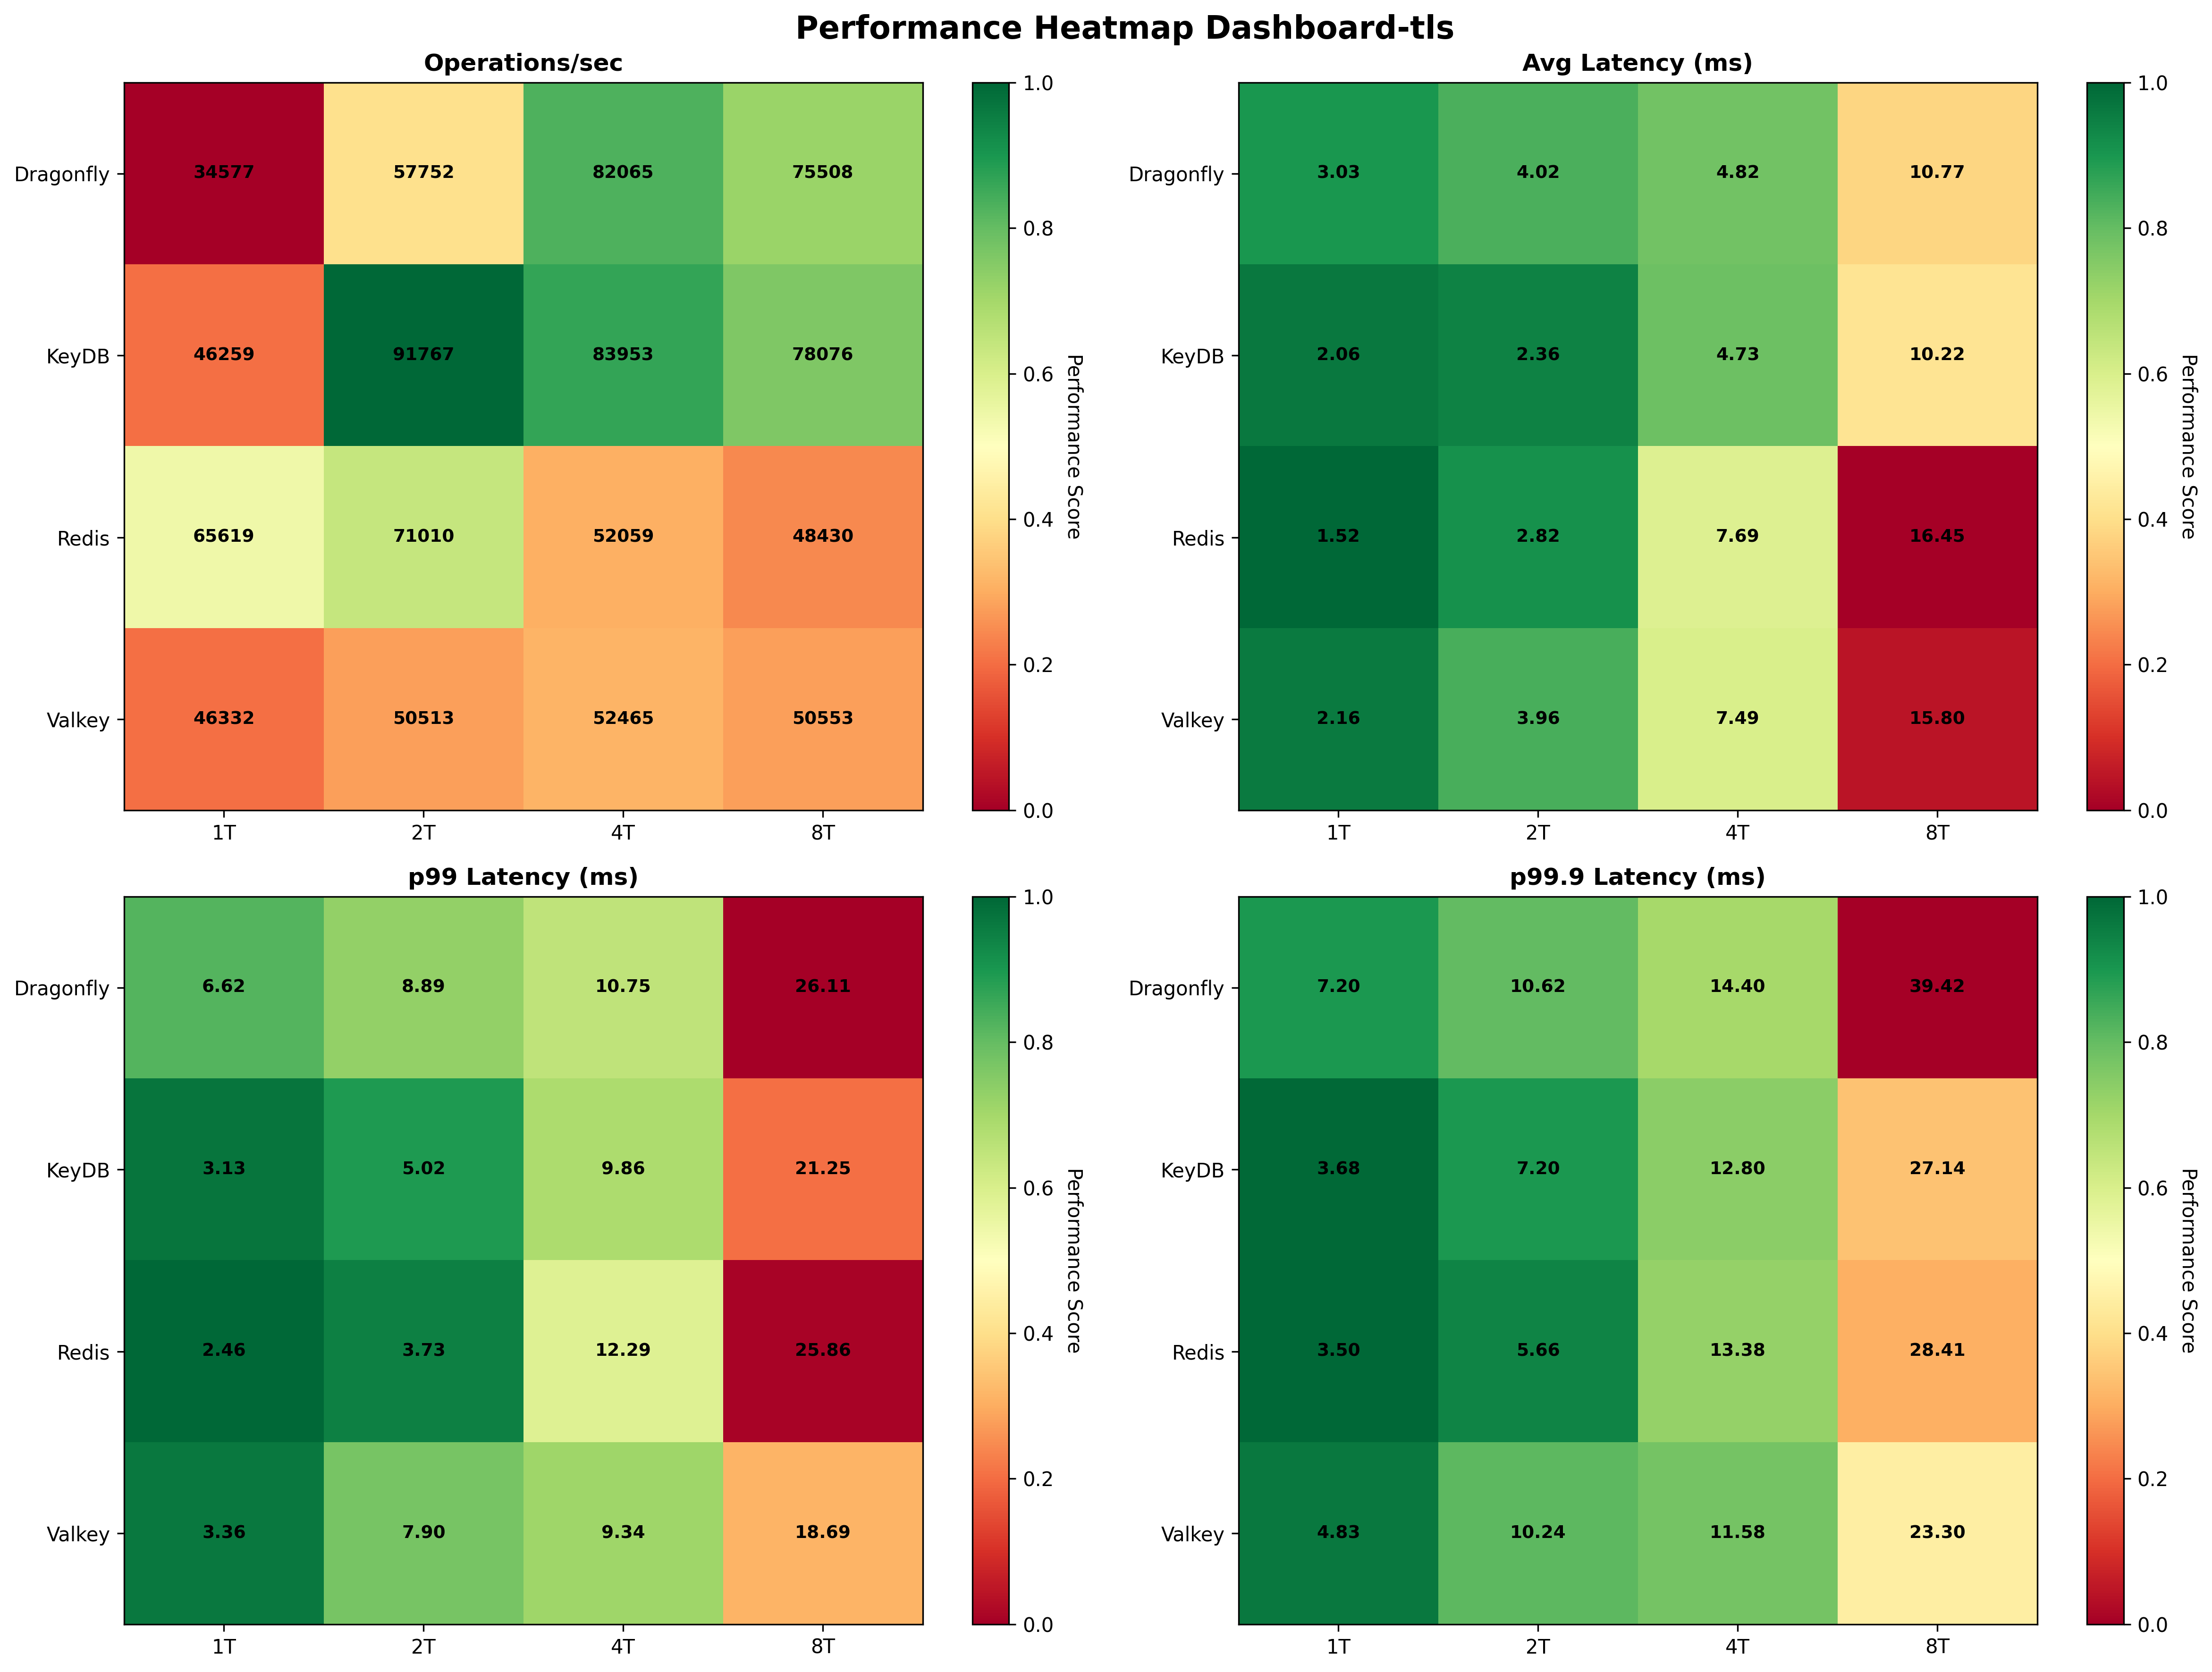 Performance Heatmap Dashboard-tls
Operations/sec
Dragonfly 34577 57752 82065 75508
KeyDB 46259 91767 83953 78076
Redis 65619 71010 52059 48430
Valkey 46332 50513 52465 50553
1T 2T 4T 8T
1.0
0.8
0.6
0.4
0.2
0.0
Performance Score
Avg Latency (ms)
Dragonfly 3.03 4.02 4.82 10.77
KeyDB 2.06 2.36 4.73 10.22
Redis 1.52 2.82 7.69 16.45
Valkey 2.16 3.96 7.49 15.80
1T 2T 4T 8T
1.0
0.8
0.6
0.4
0.2
0.0
Performance Score
p99 Latency (ms)
Dragonfly 6.62 8.89 10.75 26.11
KeyDB 3.13 5.02 9.86 21.25
Redis 2.46 3.73 12.29 25.86
Valkey 3.36 7.90 9.34 18.69
1T 2T 4T 8T
1.0
0.8
0.6
0.4
0.2
0.0
Performance Score
p99.9 Latency (ms)
Dragonfly 7.20 10.62 14.40 39.42
KeyDB 3.68 7.20 12.80 27.14
Redis 3.50 5.66 13.38 28.41
Valkey 4.83 10.24 11.58 23.30
1T 2T 4T 8T
1.0
0.8
0.6
0.4
0.2
0.0
Performance Score